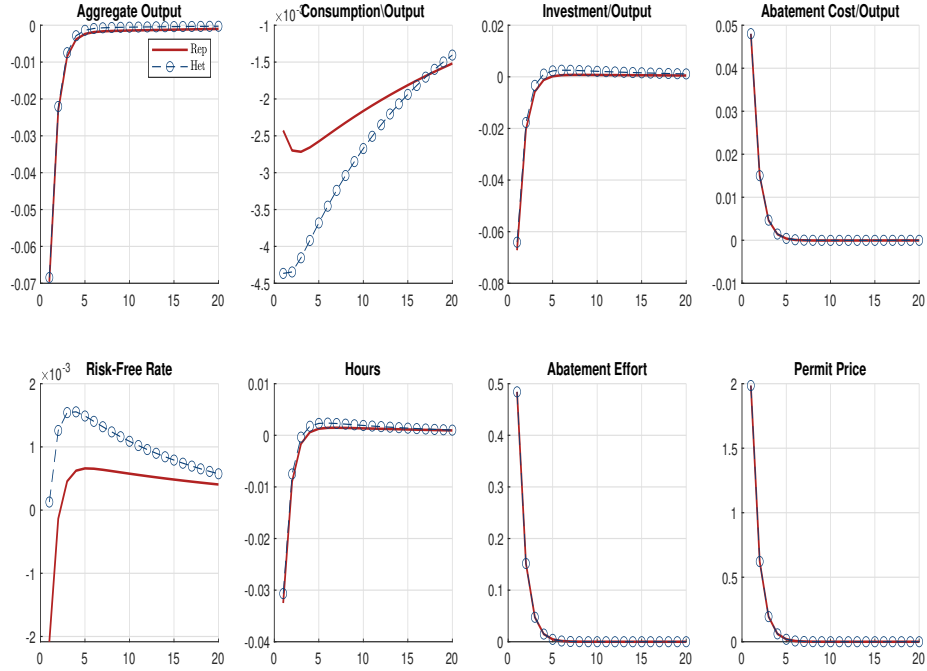 Aggregate Output
0
-0.01
-0.02
-0.03
-0.04
-0.05
-0.06
-0.07
0 5 10 15 20
Rep
Het
×10⁻³ Consumption\Output
-1
-1.5
-2
-2.5
-3
-3.5
-4
-4.5
0 5 10 15 20
Investment/Output
0.02
0
-0.02
-0.04
-0.06
-0.08
0 5 10 15 20
Abatement Cost/Output
0.05
0.04
0.03
0.02
0.01
0
-0.01
0 5 10 15 20
Risk-Free Rate
×10⁻³
2
1
0
-1
-2
0 5 10 15 20
Hours
0.01
0
-0.01
-0.02
-0.03
-0.04
0 5 10 15 20
Abatement Effort
0.5
0.4
0.3
0.2
0.1
0
0 5 10 15 20
Permit Price
2
1.5
1
0.5
0
0 5 10 15 20